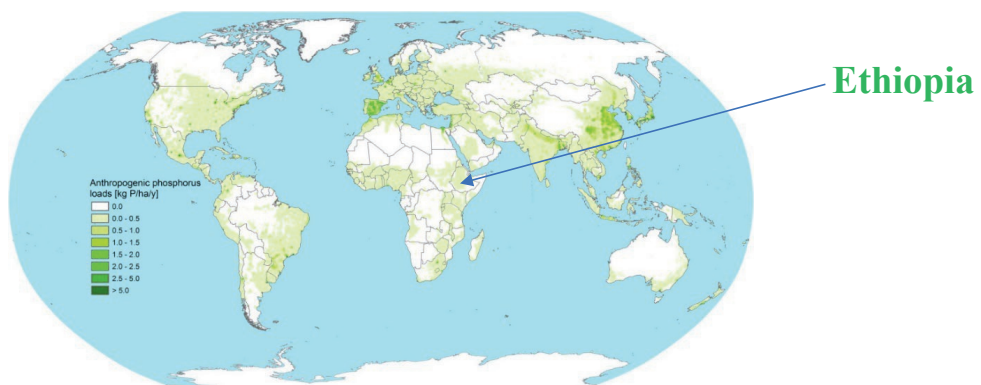 Ethiopia
Anthropogenic phosphorus
loads [kg P/ha/y]
0.0
0.0 - 0.5
0.5 - 1.0
1.0 - 1.5
1.5 - 2.0
2.0 - 2.5
2.5 - 5.0
> 5.0